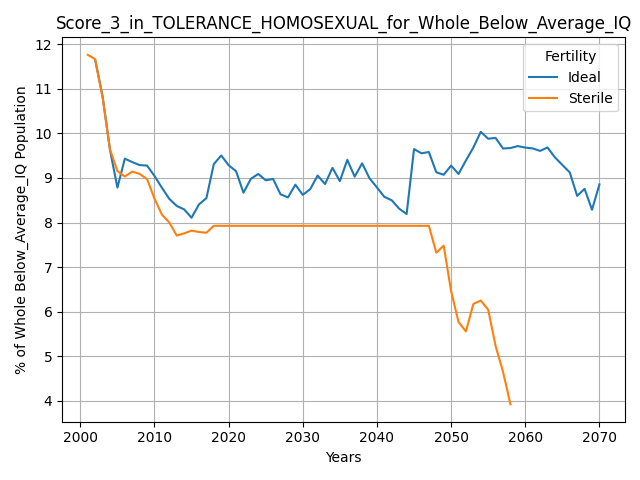 Score_3_in_TOLERANCE_HOMOSEXUAL_for_Whole_Below_Average_IQ
% of Whole Below_Average_IQ Population
12
11
10
9
8
7
6
5
4
Fertility
Ideal
Sterile
2000 2010 2020 2030 2040 2050 2060 2070
Years